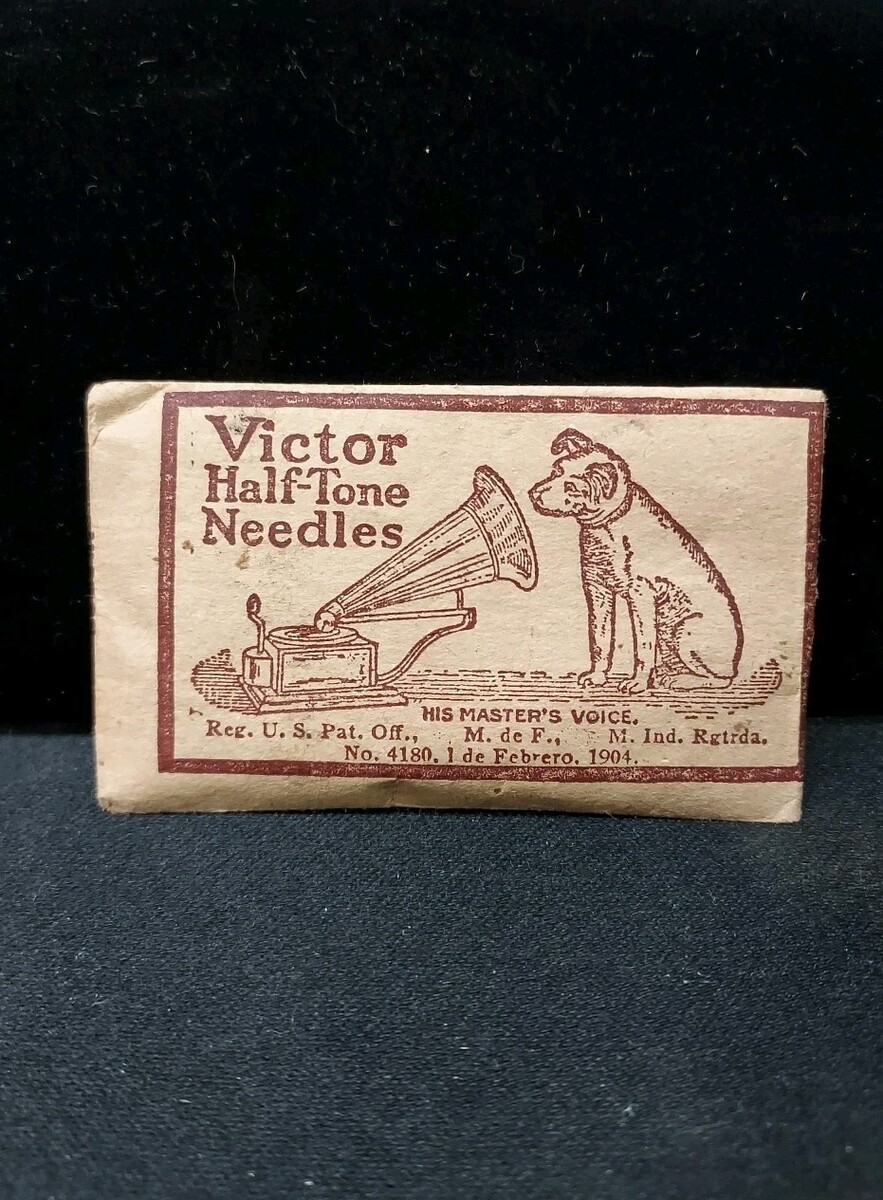 Victor
Half-Tone
Needles
HIS MASTER'S VOICE.
Reg. U. S. Pat. Off., M. de F., M. Ind. Rgtrda.
No. 4180. 1 de Febrero. 1904.